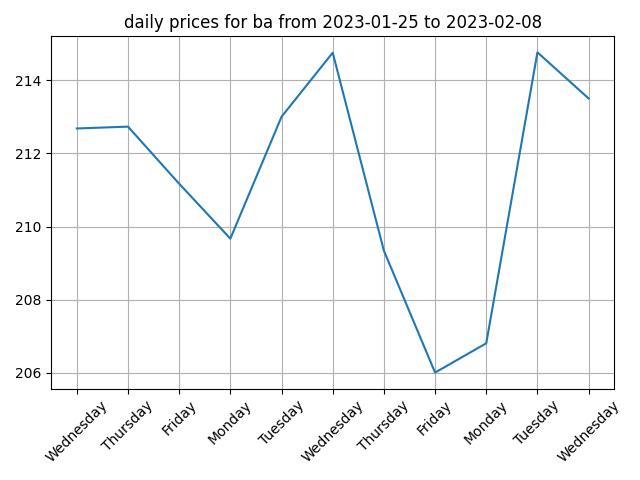 daily prices for ba from 2023-01-25 to 2023-02-08
214
212
210
208
206
Wednesday
Thursday
Friday
Monday
Tuesday
Wednesday
Thursday
Friday
Monday
Tuesday
Wednesday